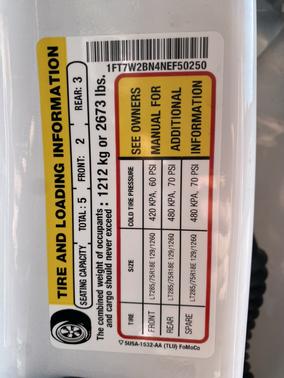 1FT7W2BN4NEF50250
TIRE AND LOADING INFORMATION
SEATING CAPACITY TOTAL: 5 FRONT: 2 REAR: 3
The combined weight of occupants : 1212 kg or 2673 lbs.
and cargo should never exceed :
TIRE SIZE COLD TIRE PRESSURE SEE OWNERS
FRONT LT285/75R18E 129/126Q 420 KPA, 60 PSI MANUAL FOR
REAR LT285/75R18E 129/126Q 480 KPA, 70 PSI ADDITIONAL
SPARE LT285/75R18E 129/126Q 480 KPA, 70 PSI INFORMATION
5U5A-1532-AA (TLU) FoMoCo